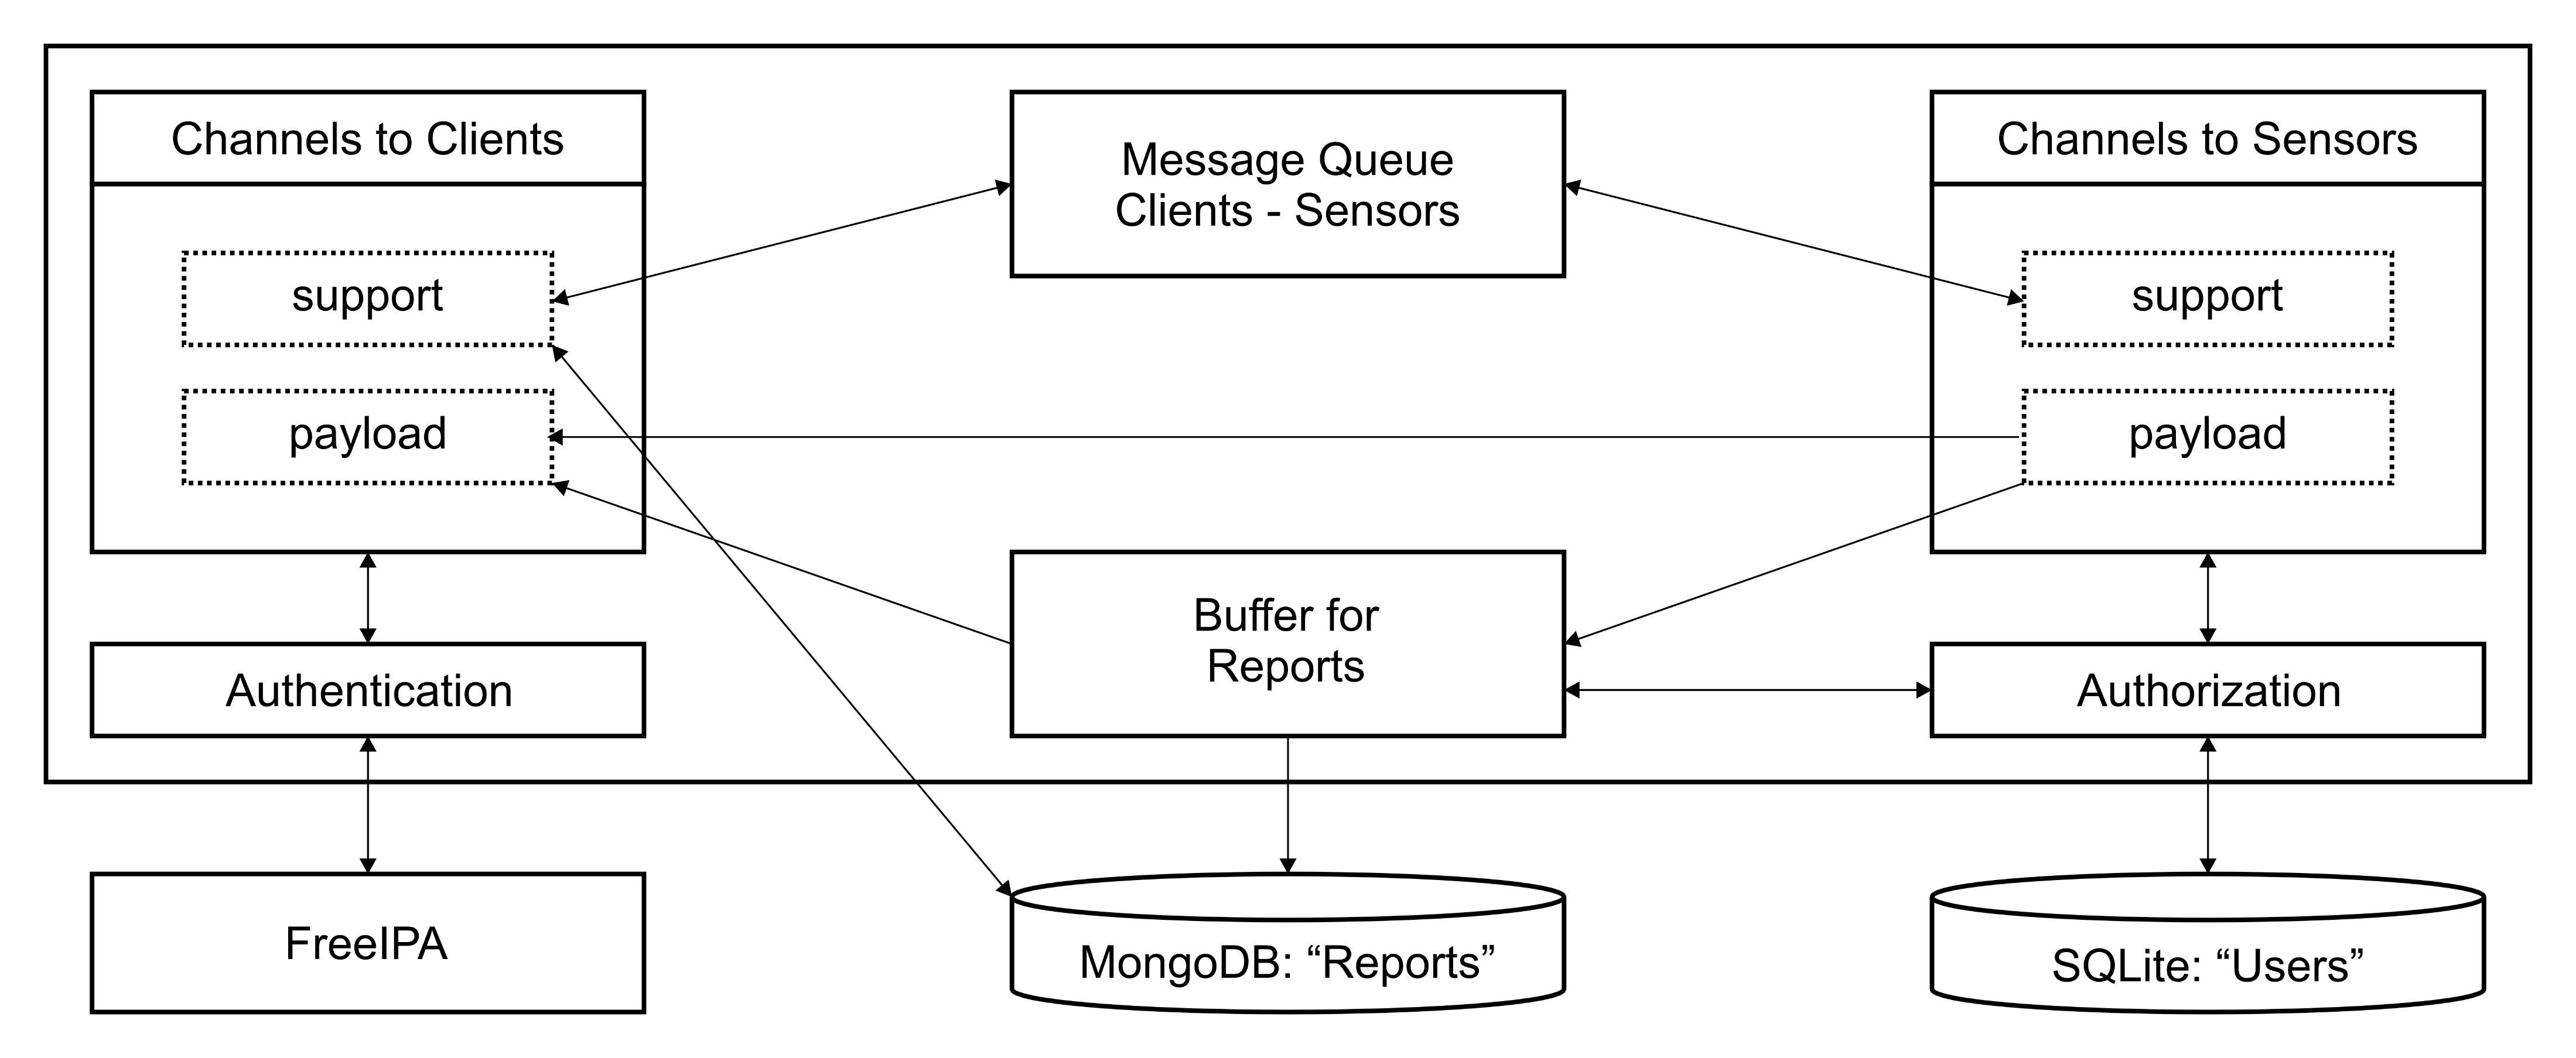 Channels to Clients
support
payload
Message Queue
Clients - Sensors
Channels to Sensors
support
payload
Buffer for
Reports
Authentication
Authorization
FreeIPA
MongoDB: “Reports”
SQLite: “Users”